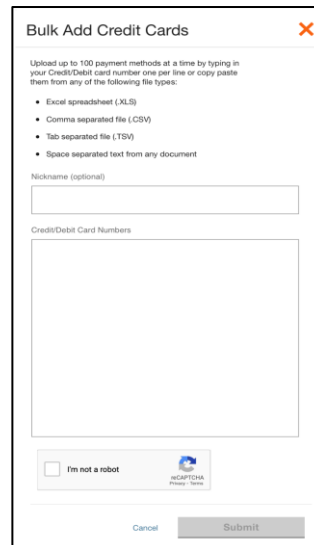 Bulk Add Credit Cards
Upload up to 100 payment methods at a time by typing in
your Credit/Debit card number one per line or copy paste
them from any of the following file types:
• Excel spreadsheet (.XLS)
• Comma separated file (.CSV)
• Tab separated file (.TSV)
• Space separated text from any document
Nickname (optional)
Credit/Debit Card Numbers
I'm not a robot
reCAPTCHA
Privacy - Terms
Cancel
Submit